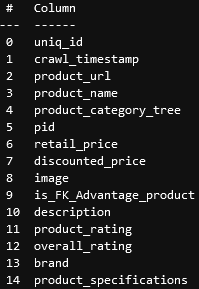 #   Column
---  ------
0   uniq_id
1   crawl_timestamp
2   product_url
3   product_name
4   product_category_tree
5   pid
6   retail_price
7   discounted_price
8   image
9   is_FK_Advantage_product
10  description
11  product_rating
12  overall_rating
13  brand
14  product_specifications